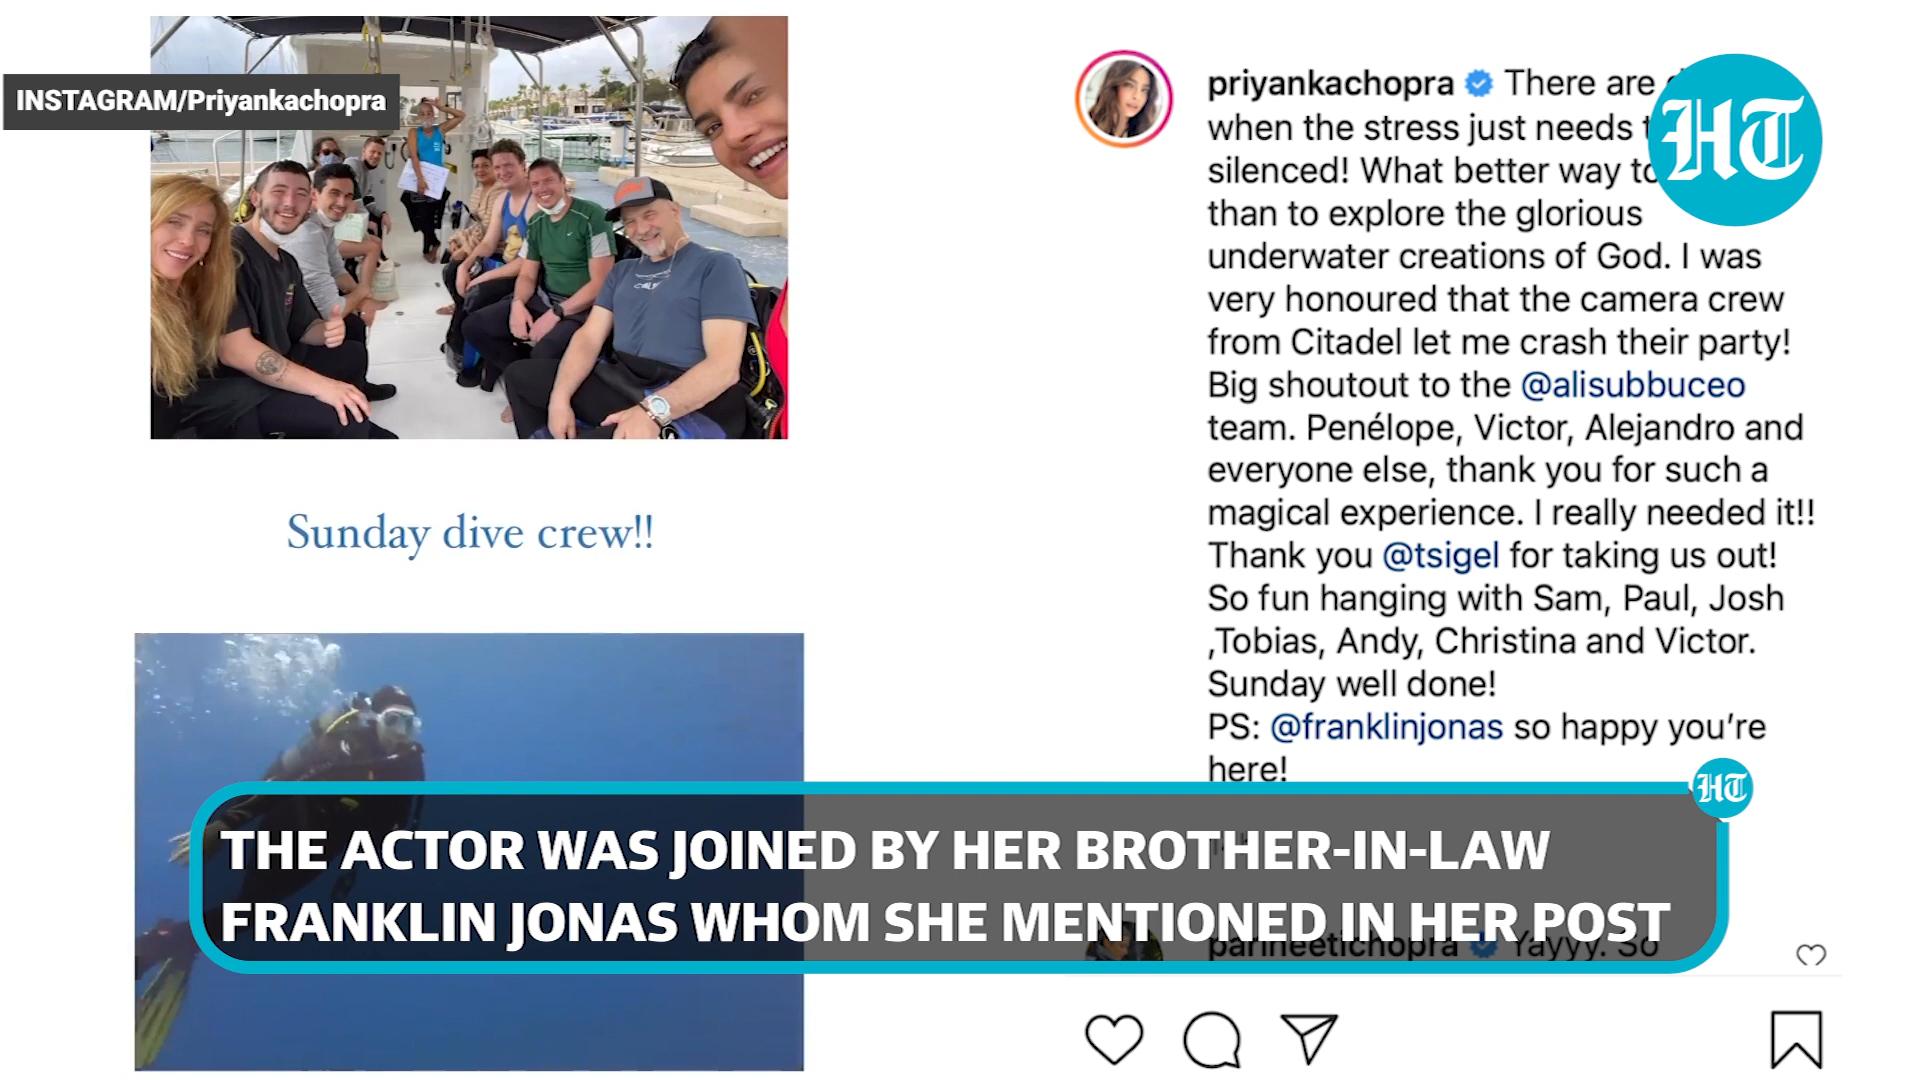 INSTAGRAM/Priyankachopra
Sunday dive crew!!
priyankachopra There are
when the stress just needs
silenced! What better way to
than to explore the glorious
underwater creations of God. I was
very honoured that the camera crew
from Citadel let me crash their party!
Big shoutout to the @alisubbuceo
team. Penélope, Victor, Alejandro and
everyone else, thank you for such a
magical experience. I really needed it!!
Thank you @tsigel for taking us out!
So fun hanging with Sam, Paul, Josh
,Tobias, Andy, Christina and Victor.
Sunday well done!
PS: @franklinjonas so happy you’re
here!
HT
HT
THE ACTOR WAS JOINED BY HER BROTHER-IN-LAW
FRANKLIN JONAS WHOM SHE MENTIONED IN HER POST
parineetichopra Yayyy. So